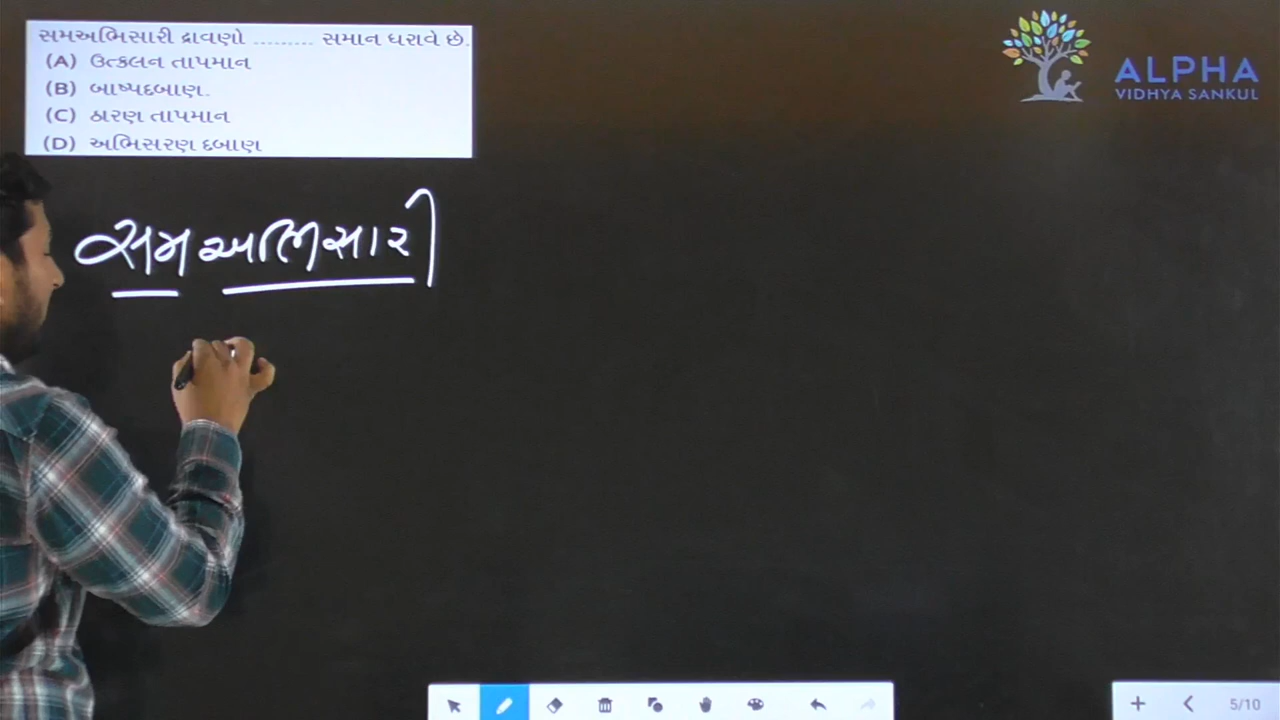 સમઅભિસારી દ્રાવણો .......... સમાન ધરાવે છે.
(A) ઉત્કલન તાપમાન
(B) બાષ્પદબાણ.
(C) ઠારણ તાપમાન
(D) અભિસરણ દબાણ
ALPHA
VIDHYA SANKUL
સમઅભિસારી
5/10